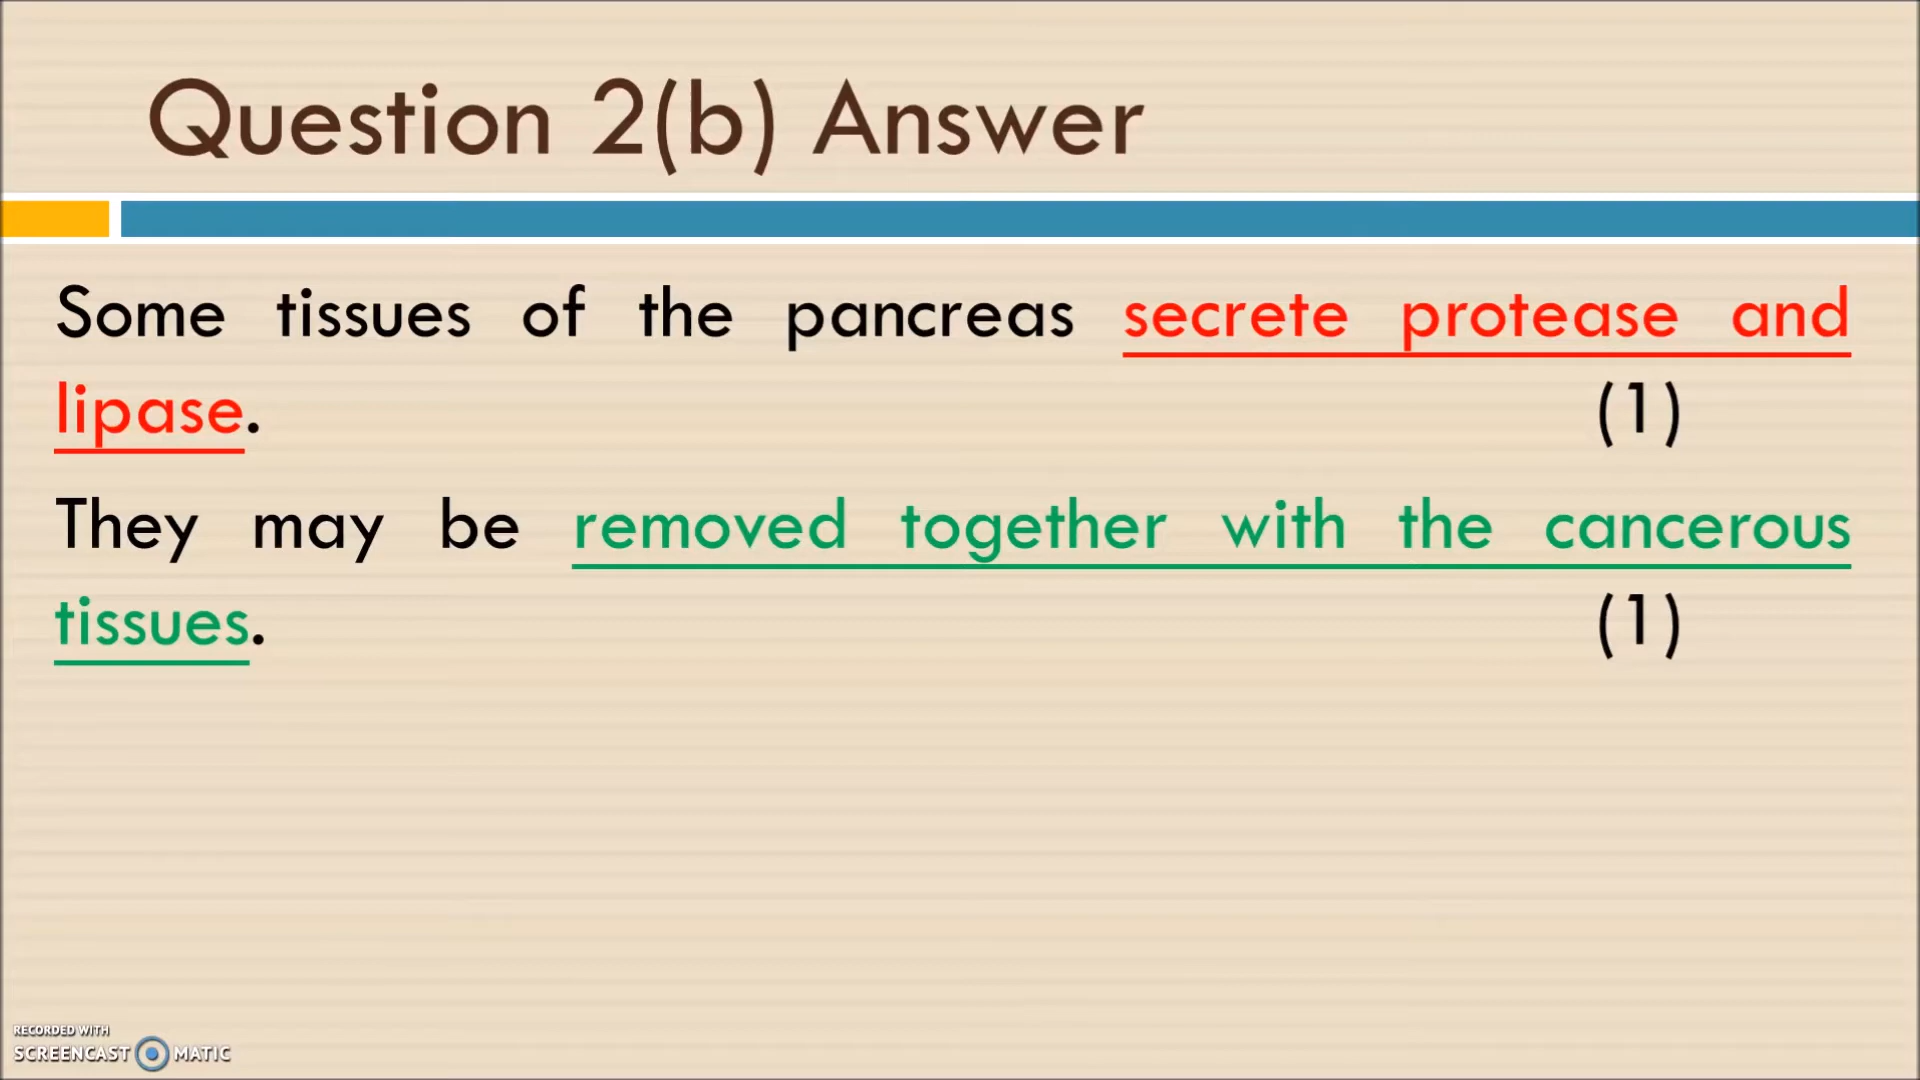 Question 2(b) Answer
Some tissues of the pancreas secrete protease and
lipase. (1)
They may be removed together with the cancerous
tissues. (1)
RECORDED WITH
SCREENCAST MATIC